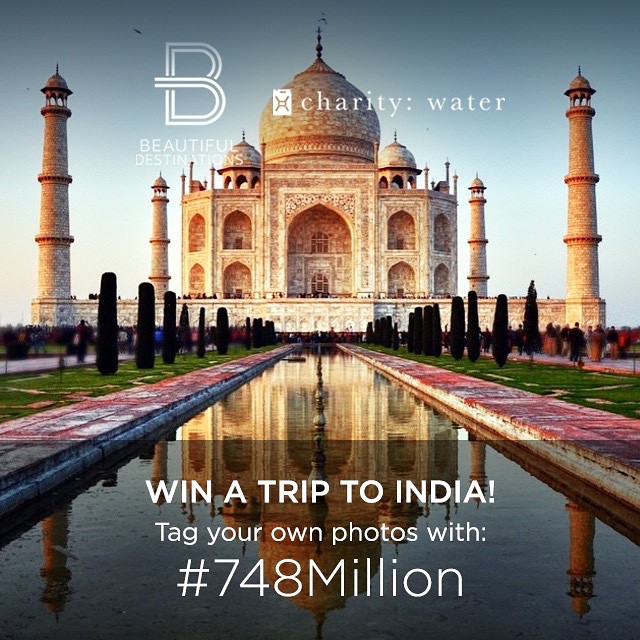 B
BEAUTIFUL
DESTINATIONS
charity: water
WIN A TRIP TO INDIA!
Tag your own photos with:
#748Million